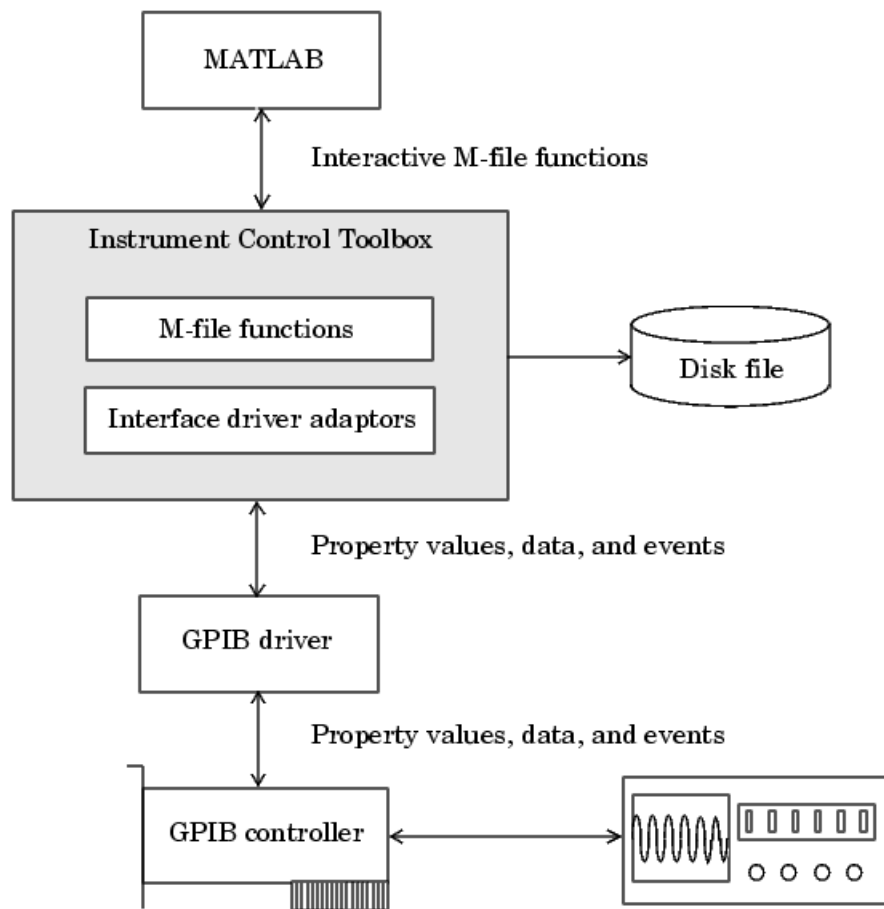 MATLAB
Interactive M-file functions
Instrument Control Toolbox
M-file functions
Disk file
Interface driver adaptors
Property values, data, and events
GPIB driver
Property values, data, and events
GPIB controller